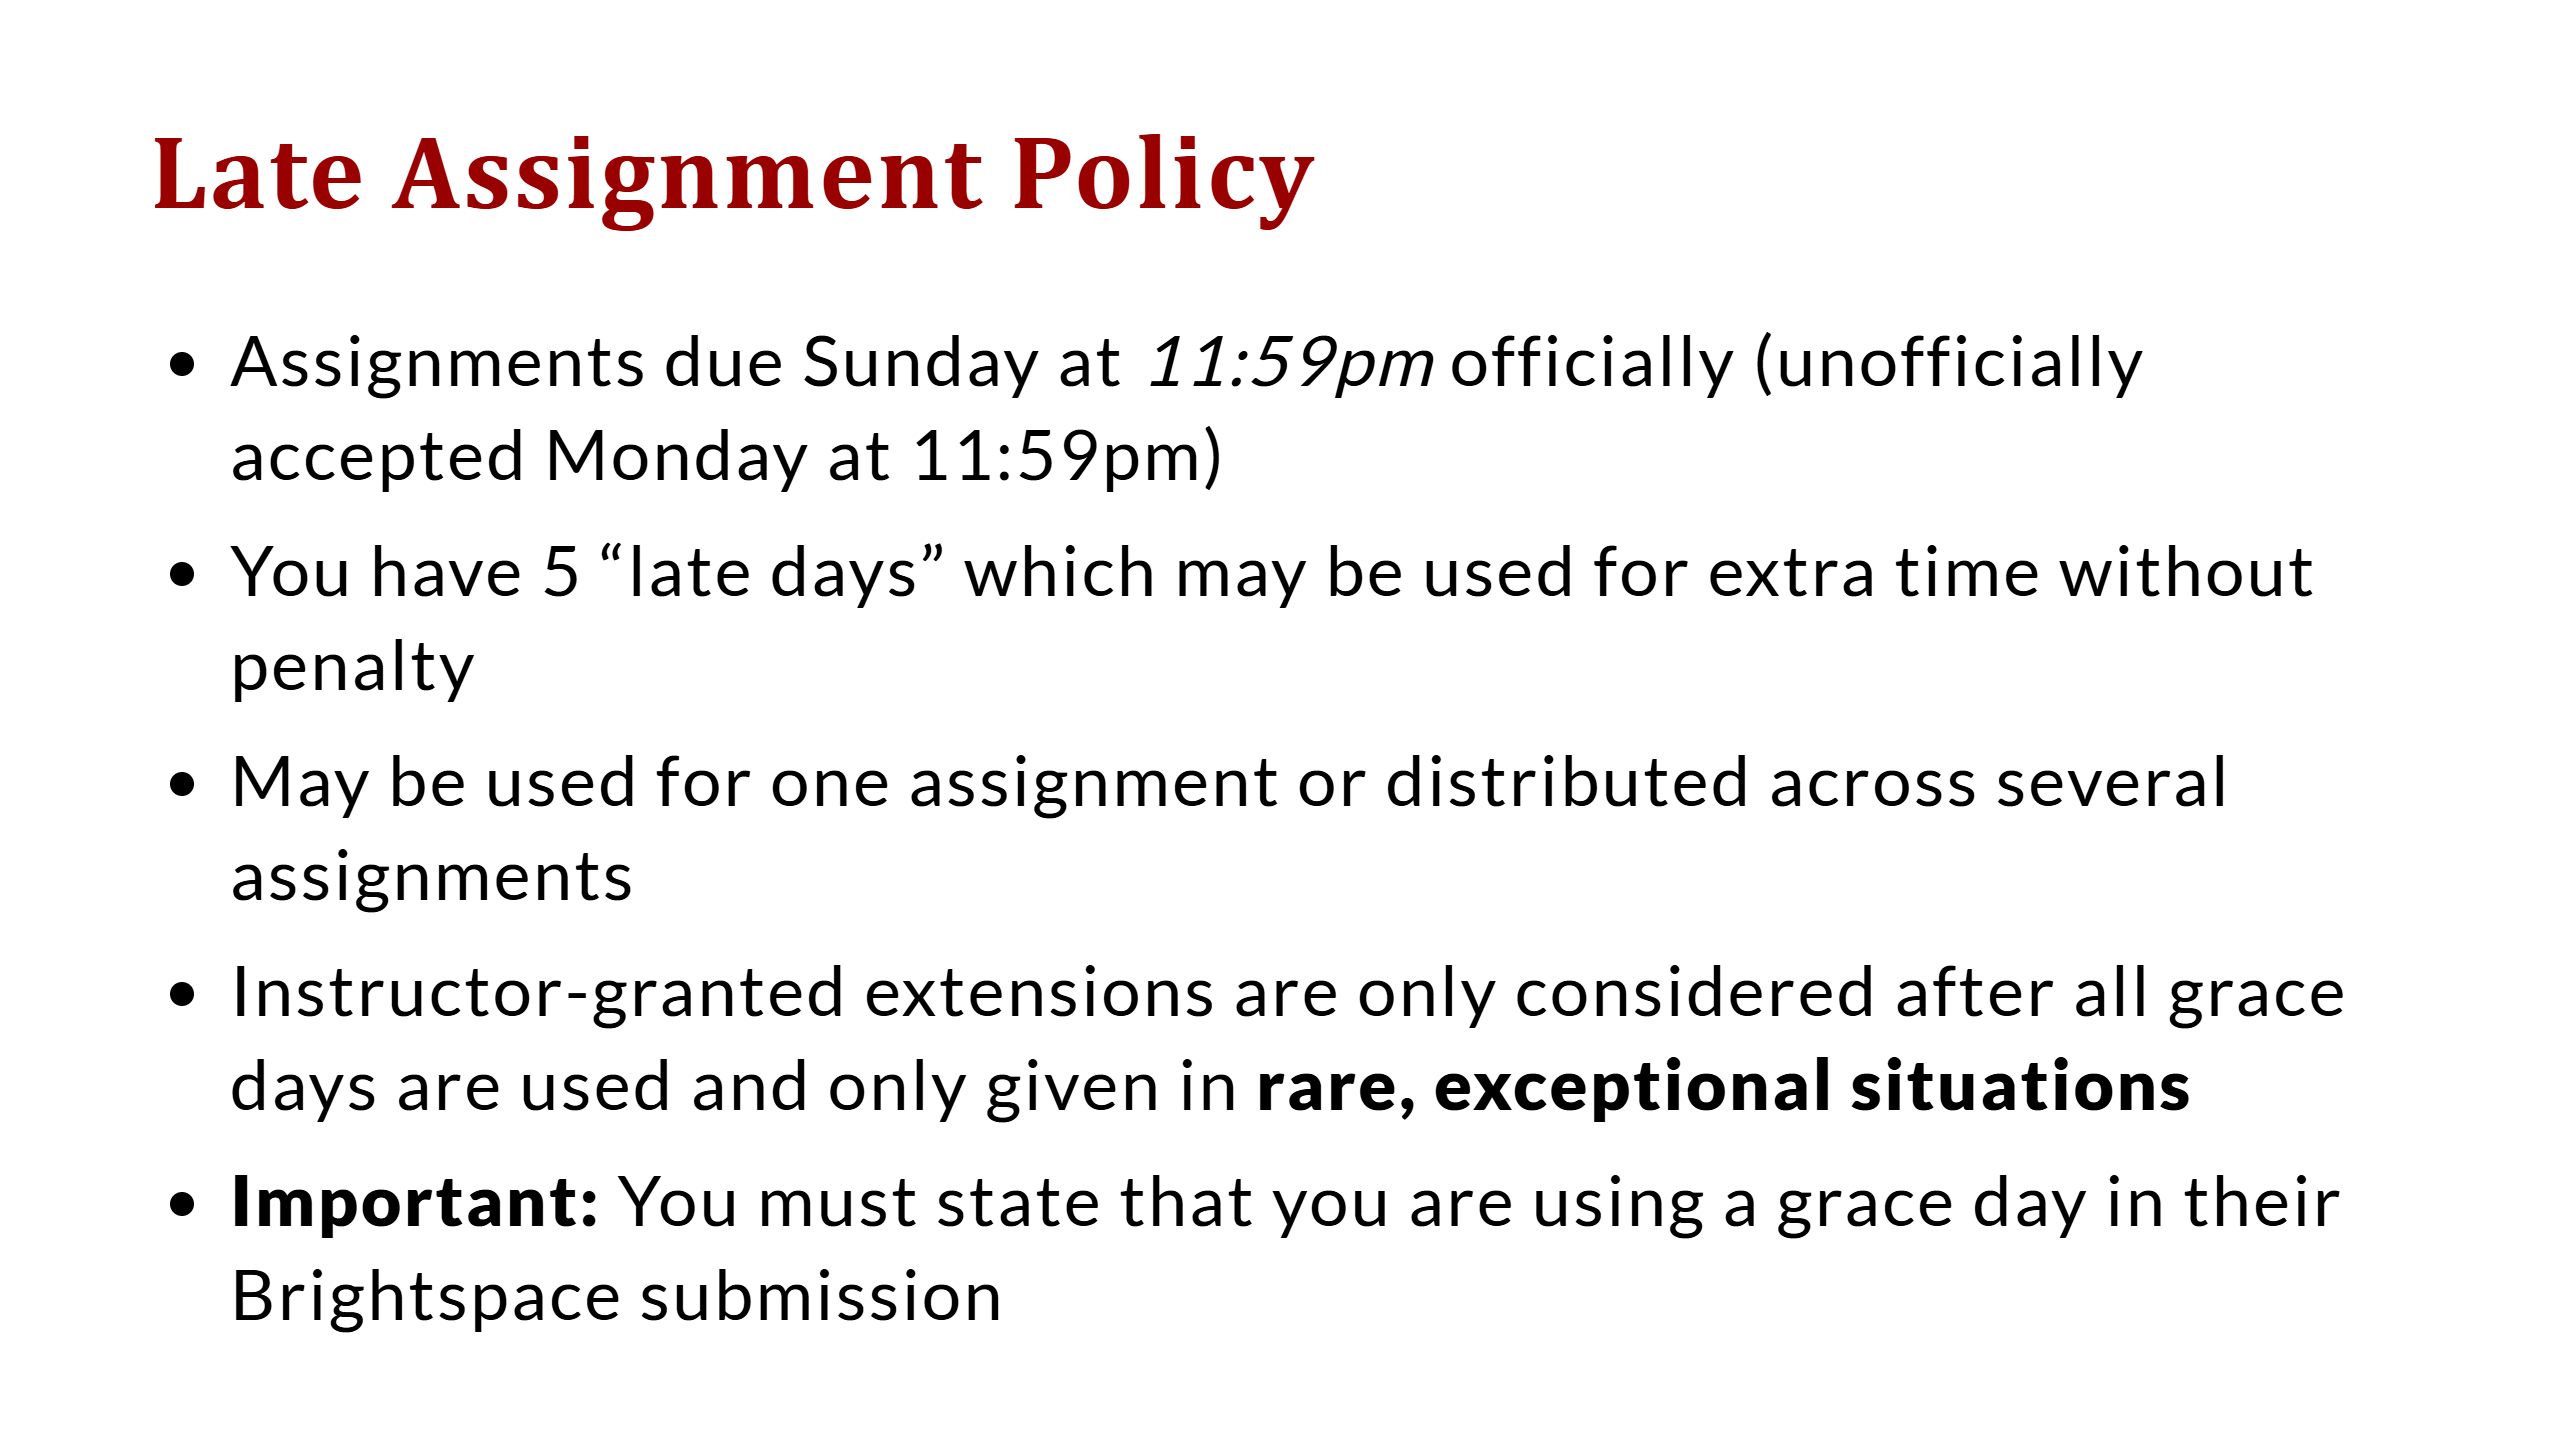 Late Assignment Policy
• Assignments due Sunday at 11:59pm officially (unofficially
accepted Monday at 11:59pm)
• You have 5 “late days” which may be used for extra time without
penalty
• May be used for one assignment or distributed across several
assignments
• Instructor-granted extensions are only considered after all grace
days are used and only given in rare, exceptional situations
• Important: You must state that you are using a grace day in their
Brightspace submission